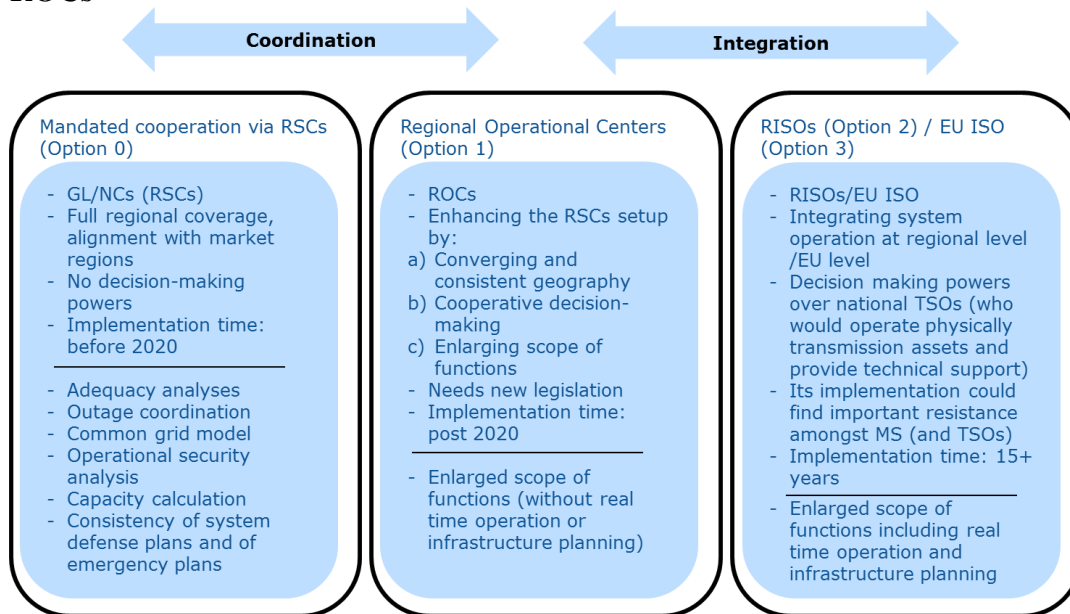 Coordination
Integration
Mandated cooperation via RSCs
(Option 0)
- GL/NCs (RSCs)
- Full regional coverage,
alignment with market
regions
- No decision-making
powers
- Implementation time:
before 2020
- Adequacy analyses
- Outage coordination
- Common grid model
- Operational security
analysis
- Capacity calculation
- Consistency of system
defense plans and of
emergency plans
Regional Operational Centers
(Option 1)
- ROCs
- Enhancing the RSCs setup
by:
a) Converging and
consistent geography
b) Cooperative decision-
making
c) Enlarging scope of
functions
- Needs new legislation
- Implementation time:
post 2020
- Enlarged scope of
functions (without real
time operation or
infrastructure planning)
RISOs (Option 2) / EU ISO
(Option 3)
- RISOs/EU ISO
- Integrating system
operation at regional level
/EU level
- Decision making powers
over national TSOs (who
would operate physically
transmission assets and
provide technical support)
- Its implementation could
find important resistance
amongst MS (and TSOs)
- Implementation time: 15+
years
- Enlarged scope of
functions including real
time operation and
infrastructure planning